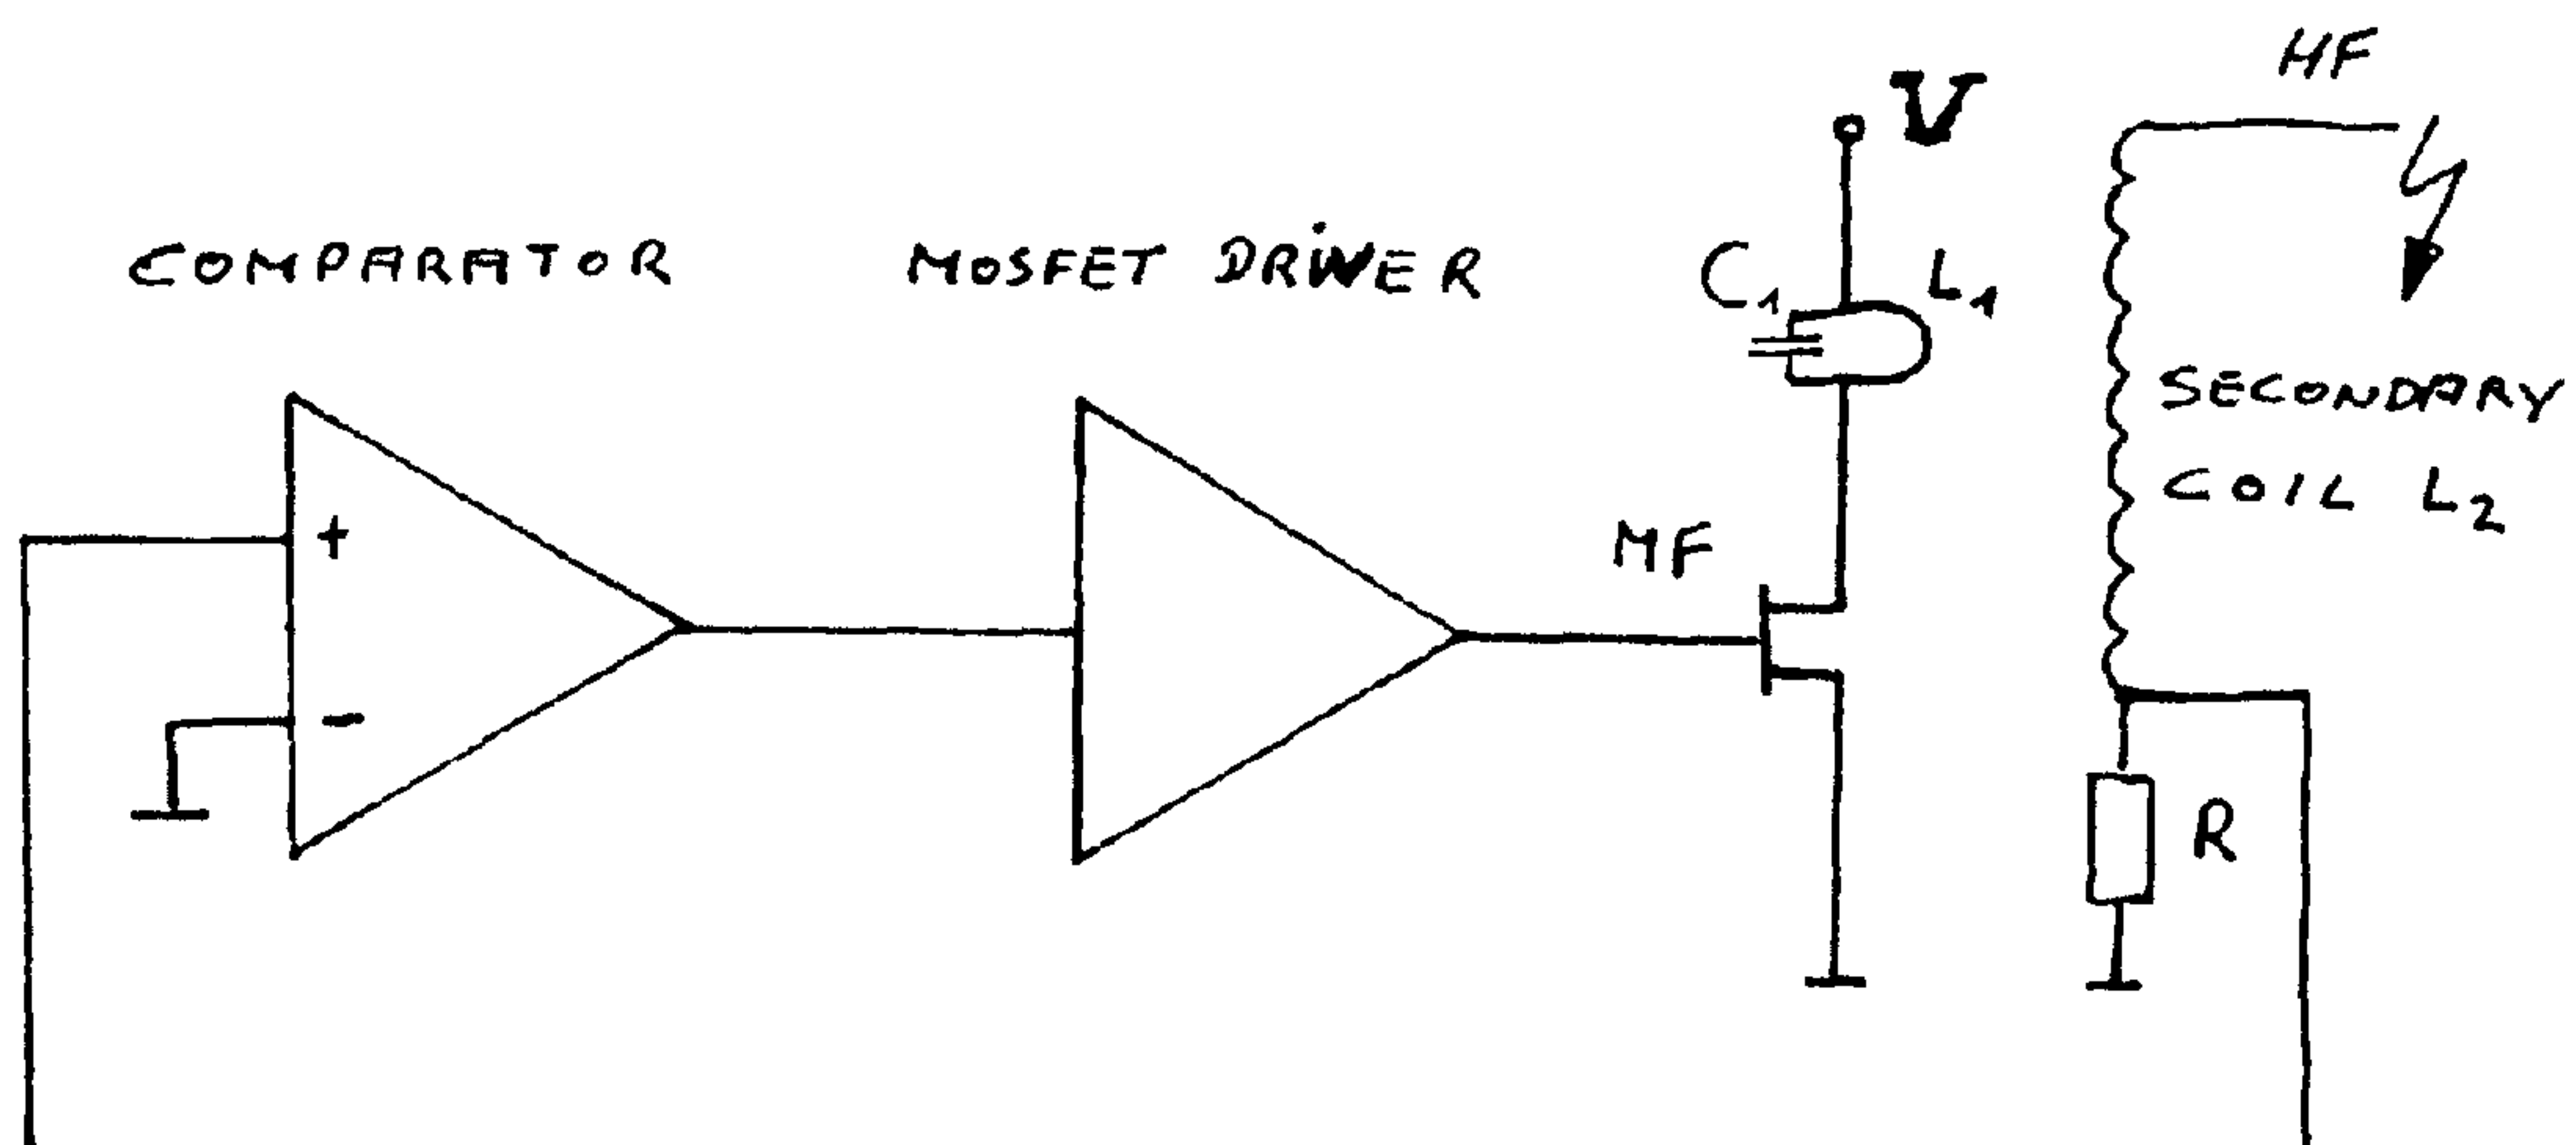 HF
V
COMPARATOR
MOSFET DRIVER
C1
L1
SECONDARY
COIL L2
+
MF
-
R